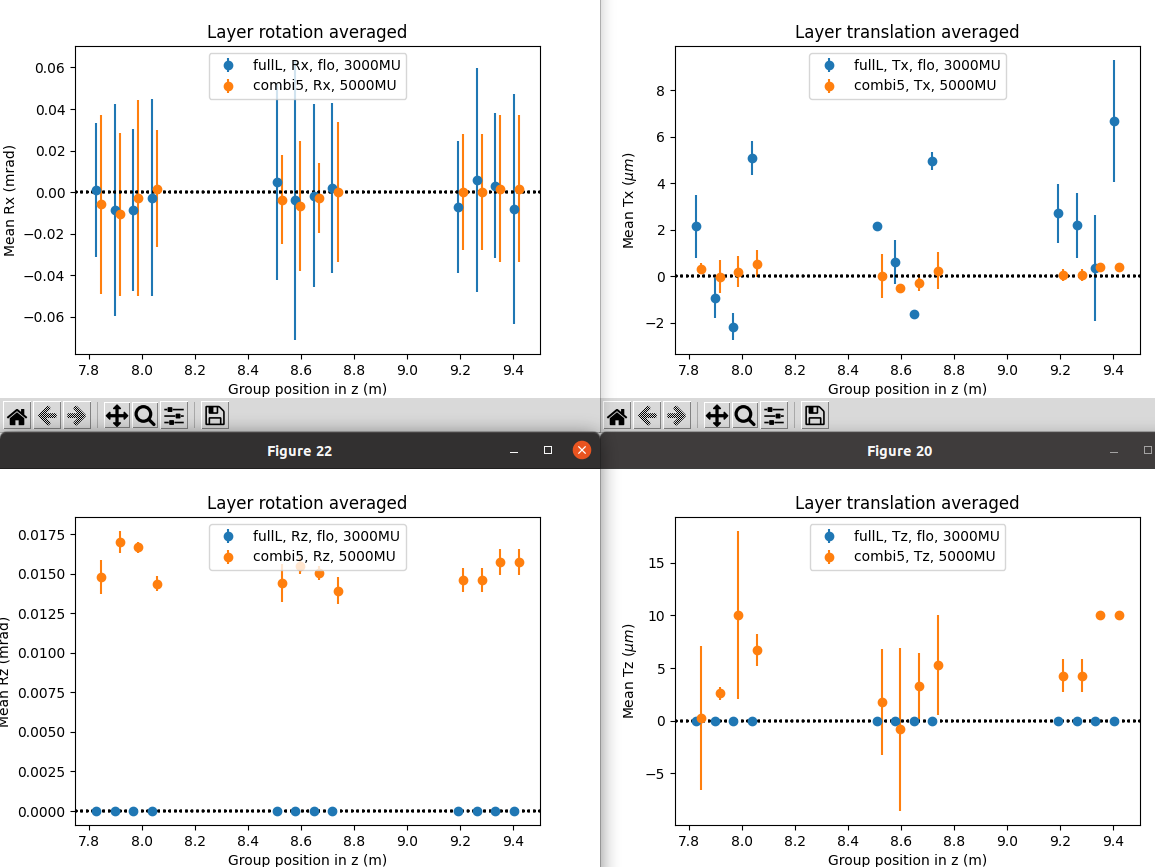 Layer rotation averaged
fullL, Rx, flo, 3000MU
combi5, Rx, 5000MU
Mean Rx (mrad)
0.06
0.04
0.02
0.00
−0.02
−0.04
−0.06
7.8 8.0 8.2 8.4 8.6 8.8 9.0 9.2 9.4
Group position in z (m)
Layer translation averaged
fullL, Tx, flo, 3000MU
combi5, Tx, 5000MU
Mean Tx (μm)
8
6
4
2
0
−2
7.8 8.0 8.2 8.4 8.6 8.8 9.0 9.2 9.4
Group position in z (m)
Figure 22
Figure 20
Layer rotation averaged
fullL, Rz, flo, 3000MU
combi5, Rz, 5000MU
Mean Rz (mrad)
0.0175
0.0150
0.0125
0.0100
0.0075
0.0050
0.0025
0.0000
7.8 8.0 8.2 8.4 8.6 8.8 9.0 9.2 9.4
Group position in z (m)
Layer translation averaged
fullL, Tz, flo, 3000MU
combi5, Tz, 5000MU
Mean Tz (μm)
15
10
5
0
−5
7.8 8.0 8.2 8.4 8.6 8.8 9.0 9.2 9.4
Group position in z (m)